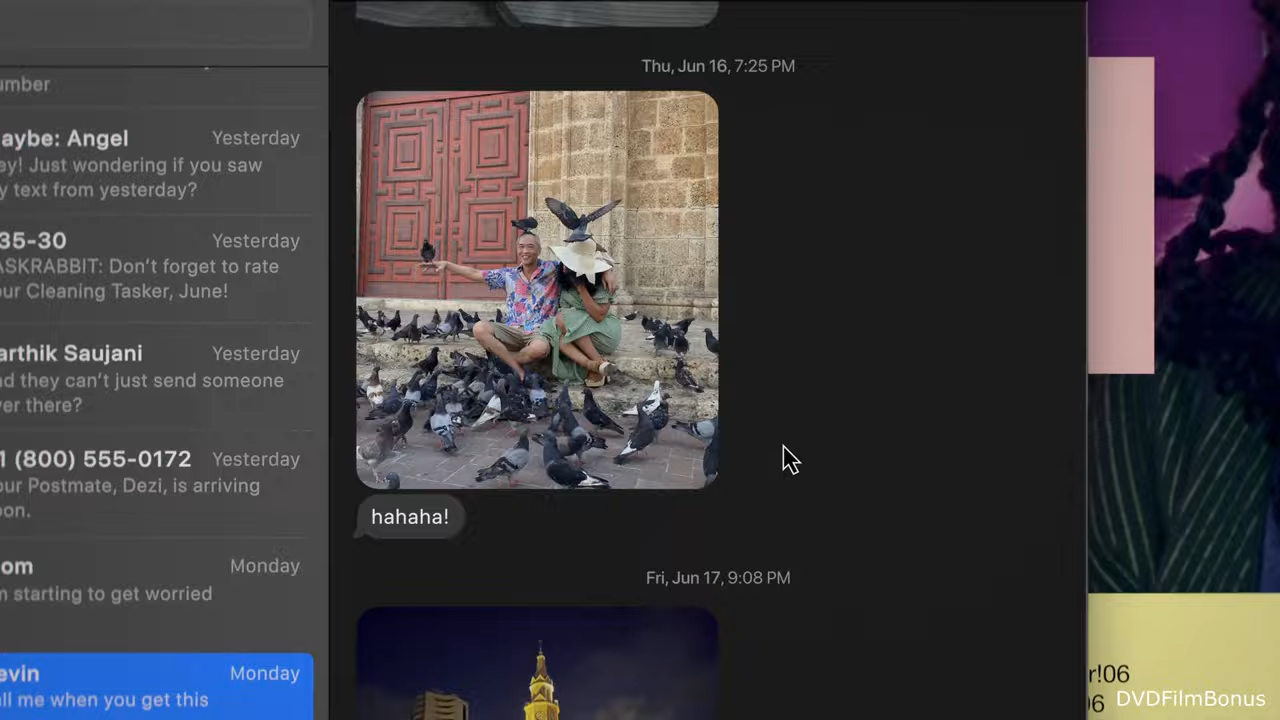 umber
aybe: Angel Yesterday
ey! Just wondering if you saw
y text from yesterday?
35-30 Yesterday
ASKRABBIT: Don't forget to rate
our Cleaning Tasker, June!
arthik Saujani Yesterday
nd they can't just send someone
ver there?
1 (800) 555-0172 Yesterday
our Postmate, Dezi, is arriving
oon.
om Monday
m starting to get worried
evin Monday
all me when you get this
Thu, Jun 16, 7:25 PM
hahaha!
Fri, Jun 17, 9:08 PM
r!06
06
DVDFilmBonus